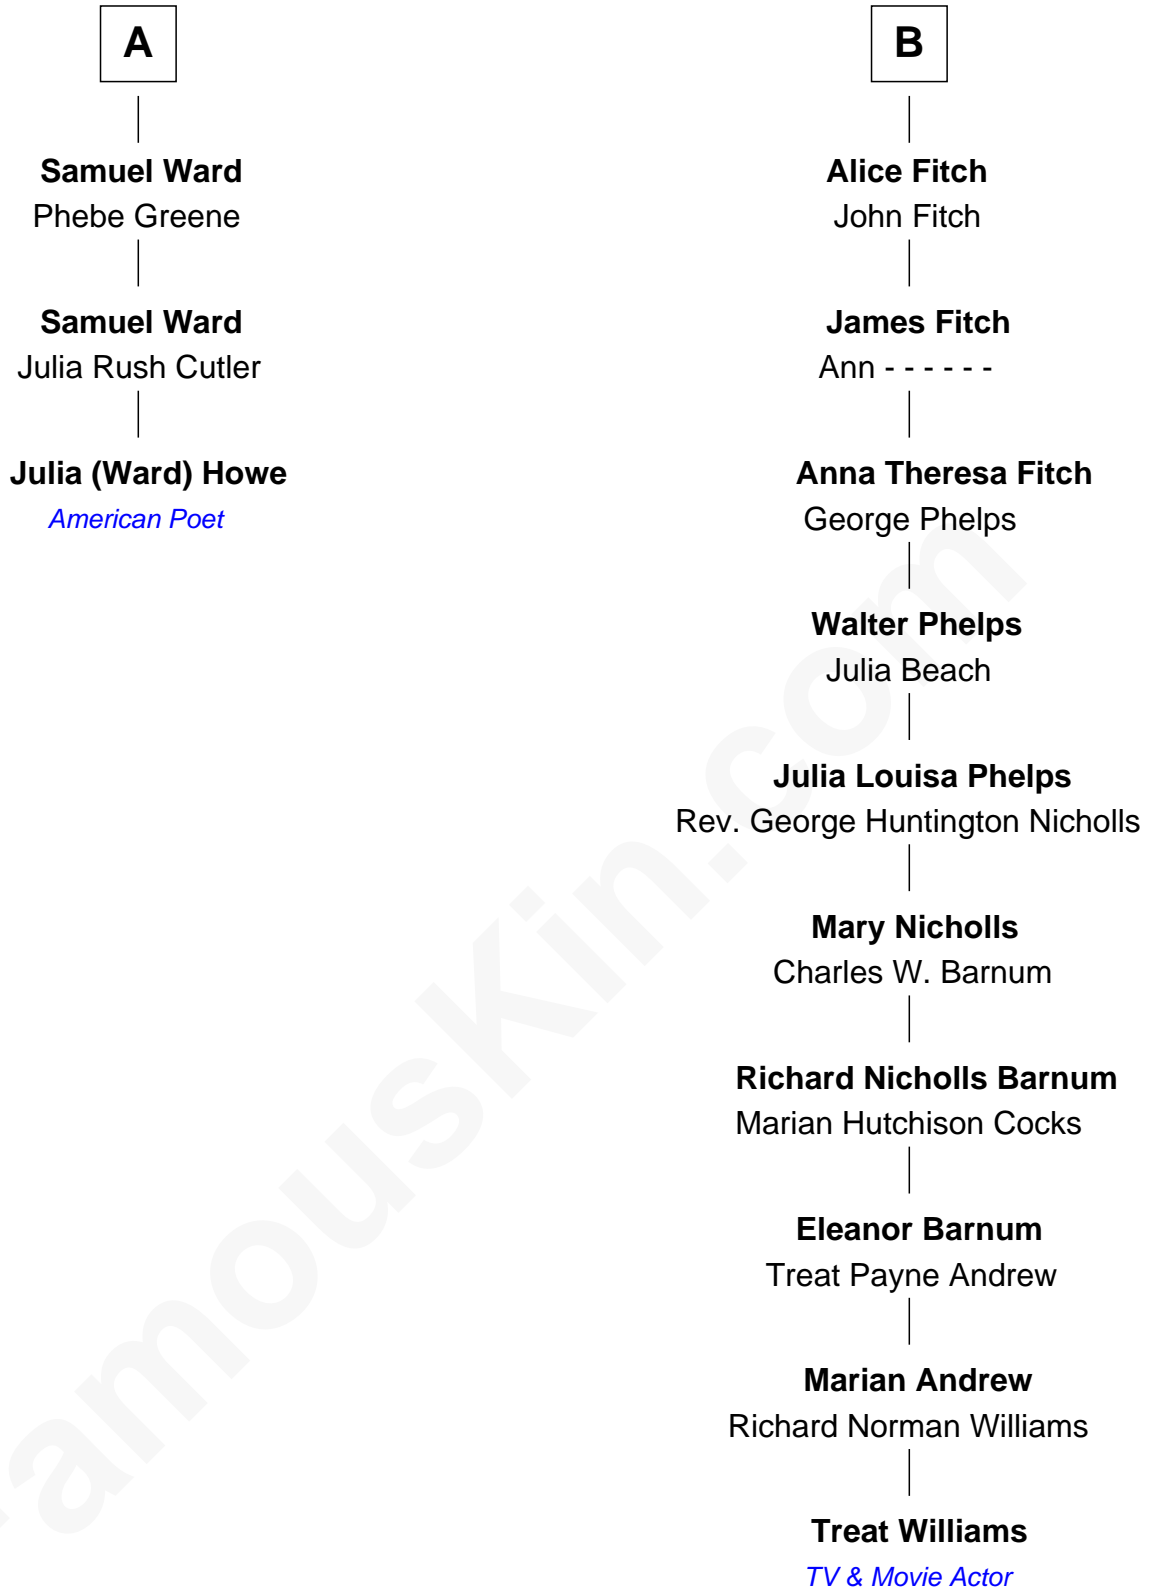 A
Samuel Ward
Phebe Greene
Samuel Ward
Julia Rush Cutler
Julia (Ward) Howe
American Poet
B
Alice Fitch
John Fitch
James Fitch
Ann - - - - - -
Anna Theresa Fitch
George Phelps
Walter Phelps
Julia Beach
Julia Louisa Phelps
Rev. George Huntington Nicholls
Mary Nicholls
Charles W. Barnum
Richard Nicholls Barnum
Marian Hutchison Cocks
Eleanor Barnum
Treat Payne Andrew
Marian Andrew
Richard Norman Williams
Treat Williams
TV & Movie Actor
FamousKin.com